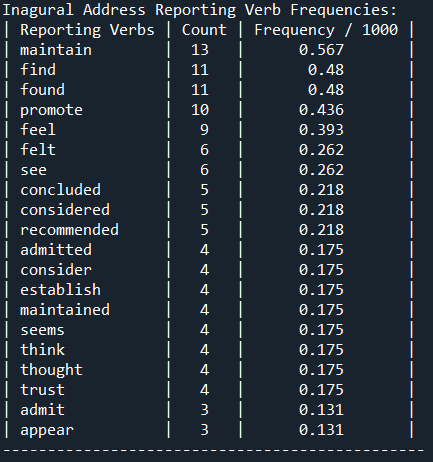 Inagural Address Reporting Verb Frequencies:
| Reporting Verbs | Count | Frequency / 1000 |
| maintain | 13 | 0.567 |
| find | 11 | 0.48 |
| found | 11 | 0.48 |
| promote | 10 | 0.436 |
| feel | 9 | 0.393 |
| felt | 6 | 0.262 |
| see | 6 | 0.262 |
| concluded | 5 | 0.218 |
| considered | 5 | 0.218 |
| recommended | 5 | 0.218 |
| admitted | 4 | 0.175 |
| consider | 4 | 0.175 |
| establish | 4 | 0.175 |
| maintained | 4 | 0.175 |
| seems | 4 | 0.175 |
| think | 4 | 0.175 |
| thought | 4 | 0.175 |
| trust | 4 | 0.175 |
| admit | 3 | 0.131 |
| appear | 3 | 0.131 |
-----------------------------------------------